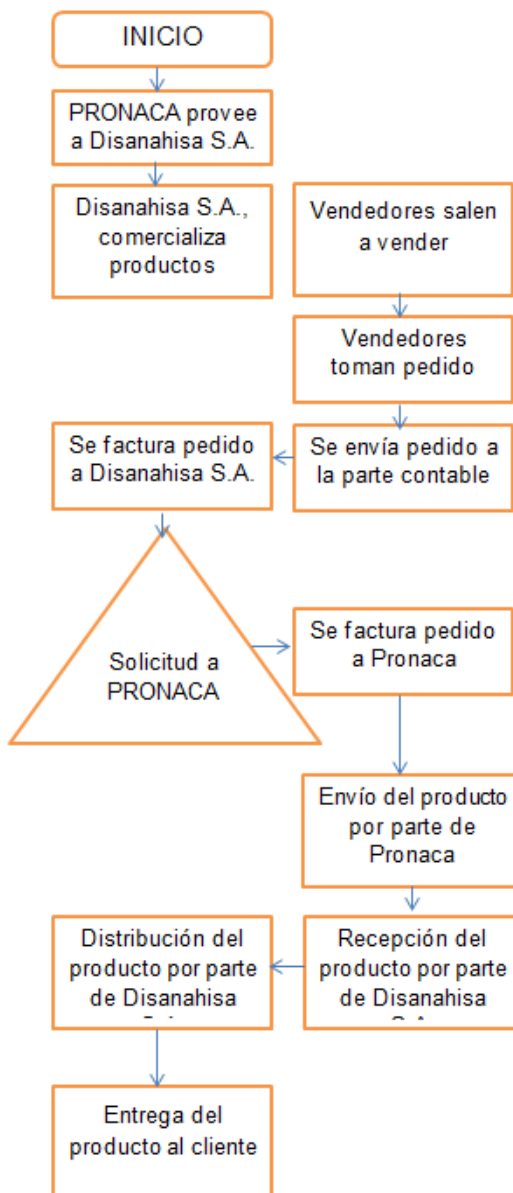 INICIO
PRONACA provee
a Disanahisa S.A.
Disanahisa S.A.,
comercializa
productos
Vendedores salen
a vender
Vendedores
toman pedido
Se envía pedido a
la parte contable
Se factura pedido
a Disanahisa S.A.
Solicitud a
PRONACA
Se factura pedido
a Pronaca
Envío del producto
por parte de
Pronaca
Recepción del
producto por parte
de Disanahisa
Distribución del
producto por parte
de Disanahisa
Entrega del
producto al cliente